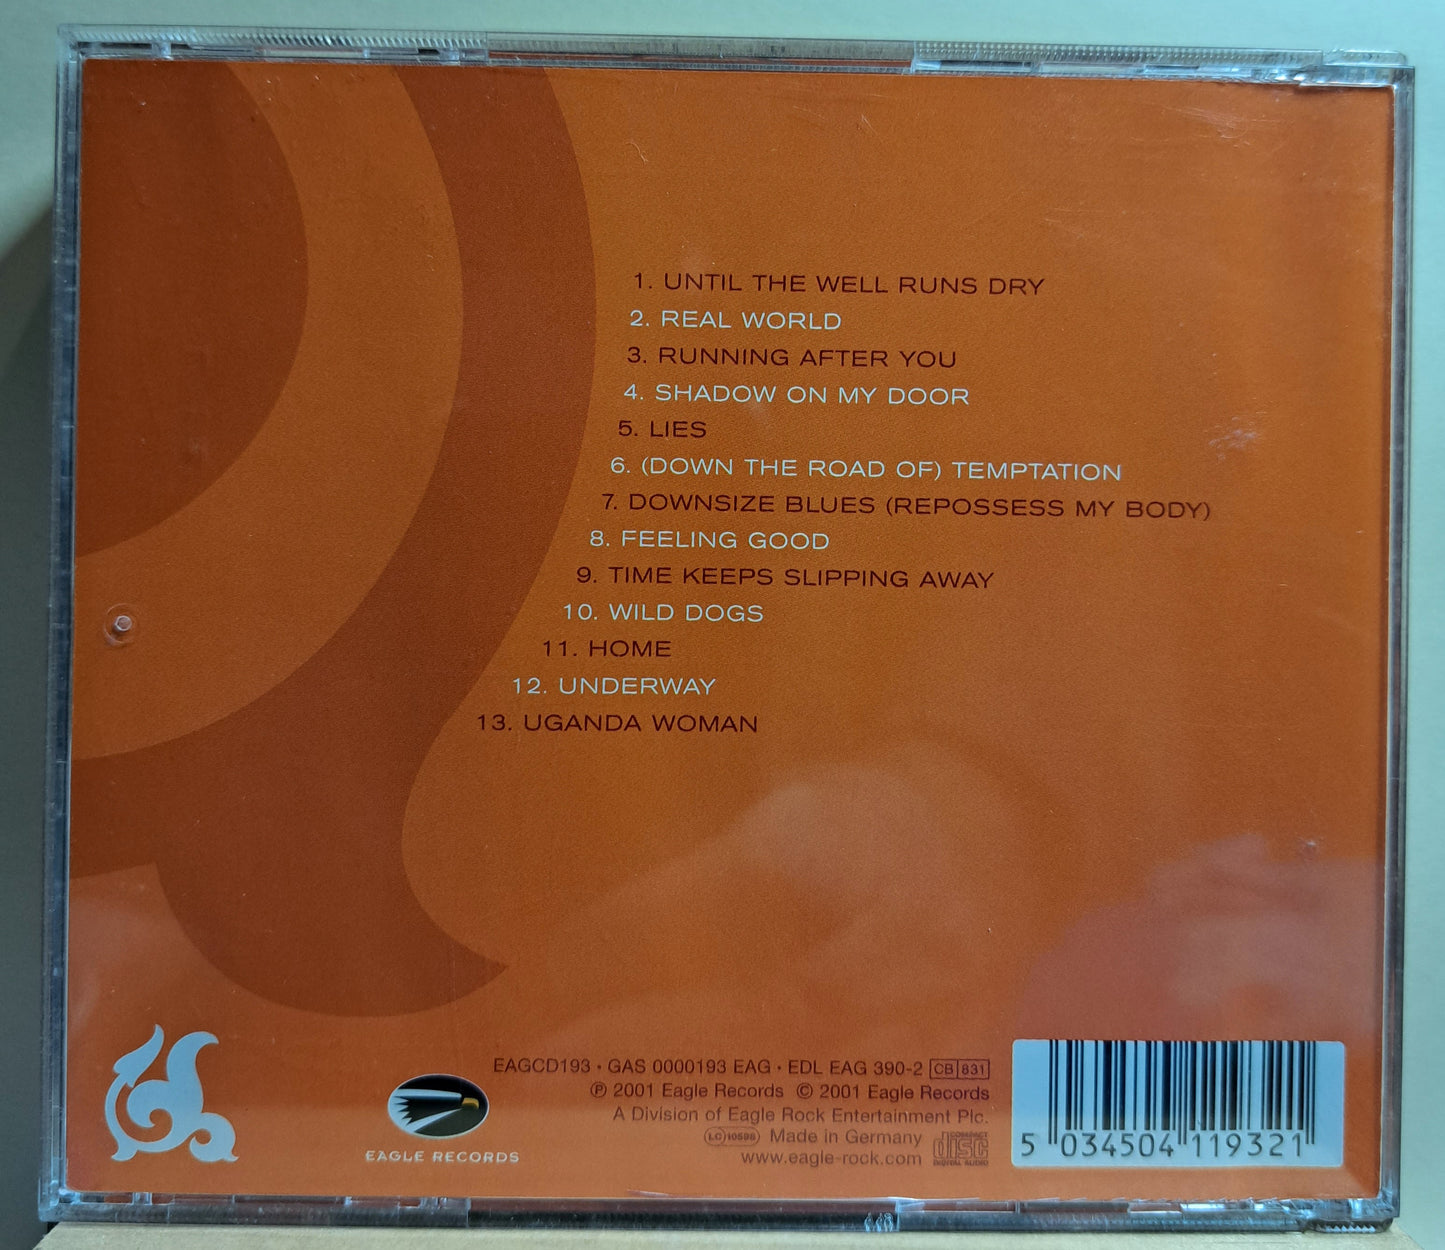 1. UNTIL THE WELL RUNS DRY
2. REAL WORLD
3. RUNNING AFTER YOU
4. SHADOW ON MY DOOR
5. LIES
6. (DOWN THE ROAD OF) TEMPTATION
7. DOWNSIZE BLUES (REPOSSESS MY BODY)
8. FEELING GOOD
9. TIME KEEPS SLIPPING AWAY
10. WILD DOGS
11. HOME
12. UNDERWAY
13. UGANDA WOMAN
EAGLE RECORDS
EAGCD193 · GAS 0000193 EAG · EDL EAG 390-2 CB 831
℗ 2001 Eagle Records © 2001 Eagle Records
A Division of Eagle Rock Entertainment Plc.
LC 10598 Made in Germany
www.eagle-rock.com
COMPACT disc DIGITAL AUDIO
5 034504 119321